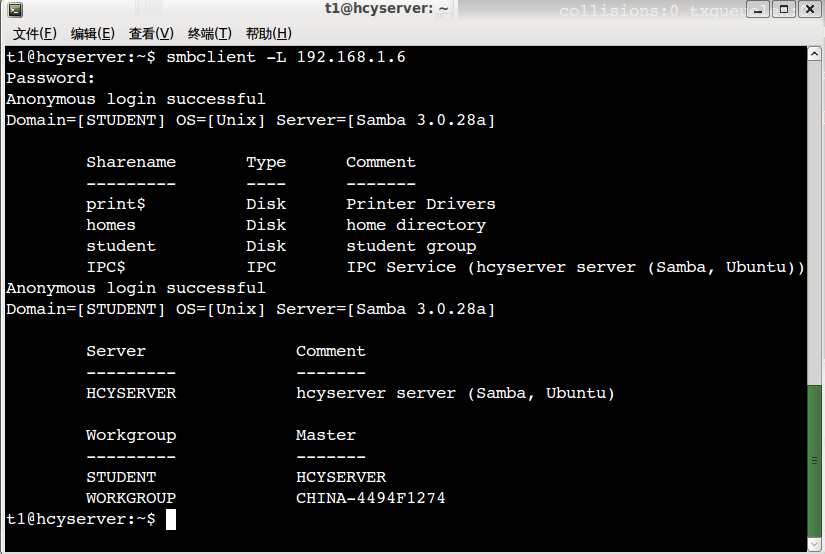 t1@hcyserver: ~
collisions:0
文件(F) 编辑(E) 查看(V) 终端(T) 帮助(H)
t1@hcyserver:~$ smbclient -L 192.168.1.6
Password:
Anonymous login successful
Domain=[STUDENT] OS=[Unix] Server=[Samba 3.0.28a]
Sharename Type Comment
--------- ---- -------
print$ Disk Printer Drivers
homes Disk home directory
student Disk student group
IPC$ IPC IPC Service (hcyserver server (Samba, Ubuntu))
Anonymous login successful
Domain=[STUDENT] OS=[Unix] Server=[Samba 3.0.28a]
Server Comment
--------- -------
HCYSERVER hcyserver server (Samba, Ubuntu)
Workgroup Master
--------- -------
STUDENT HCYSERVER
WORKGROUP CHINA-4494F1274
t1@hcyserver:~$